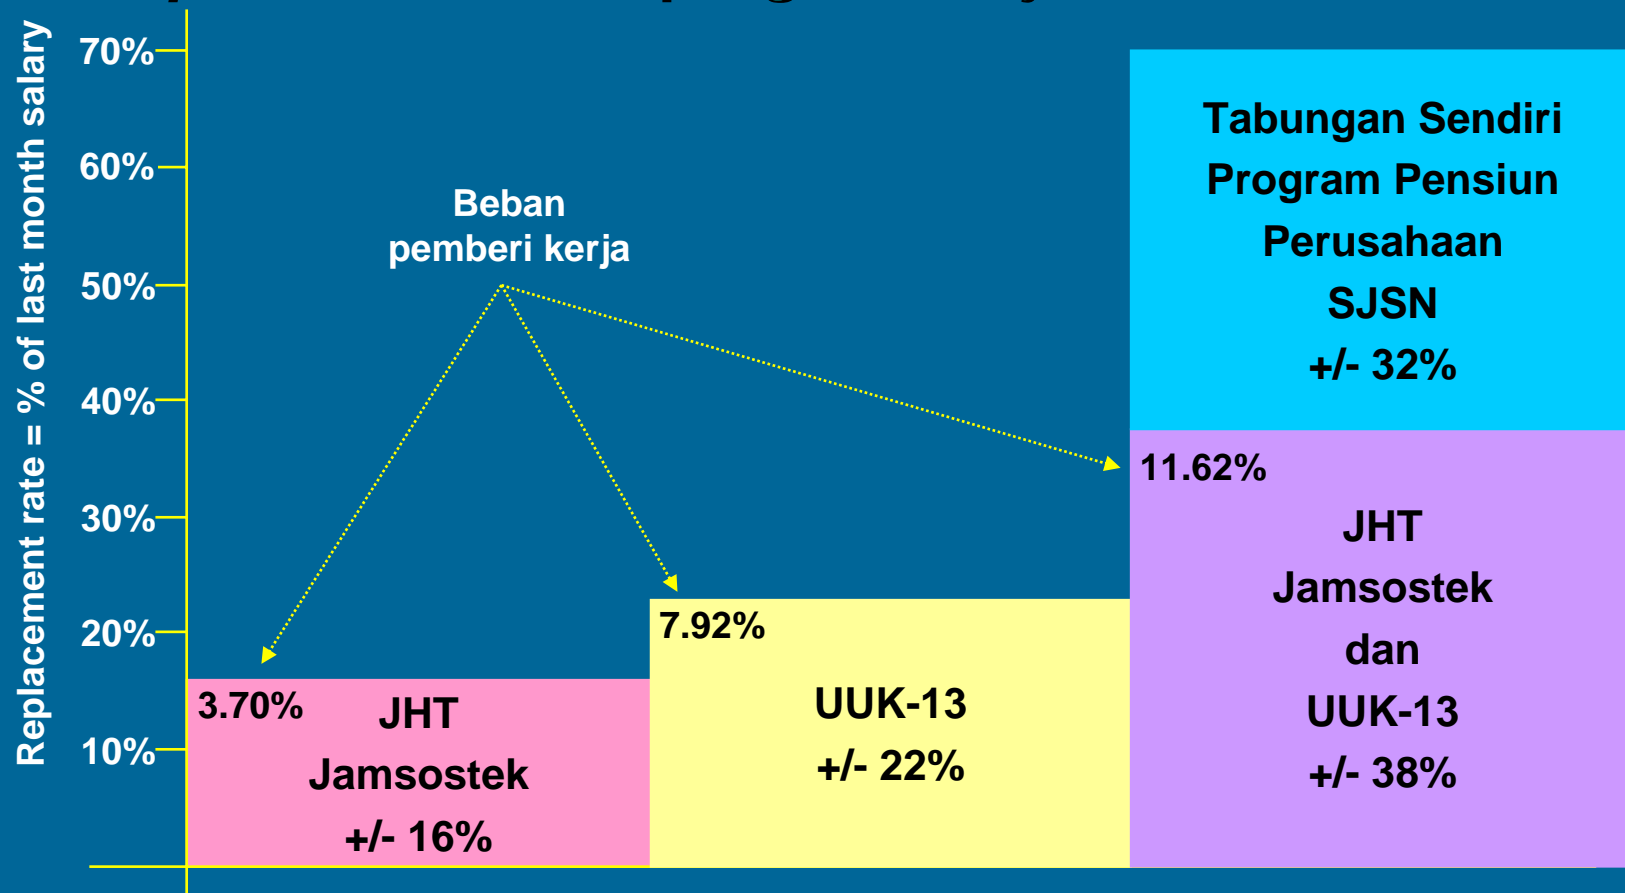 Replacement rate = % of last month salary
70%
60%
50%
40%
30%
20%
10%
Beban
pemberi kerja
3.70%
JHT
Jamsostek
+/- 16%
7.92%
UUK-13
+/- 22%
Tabungan Sendiri
Program Pensiun
Perusahaan
SJSN
+/- 32%
11.62%
JHT
Jamsostek
dan
UUK-13
+/- 38%